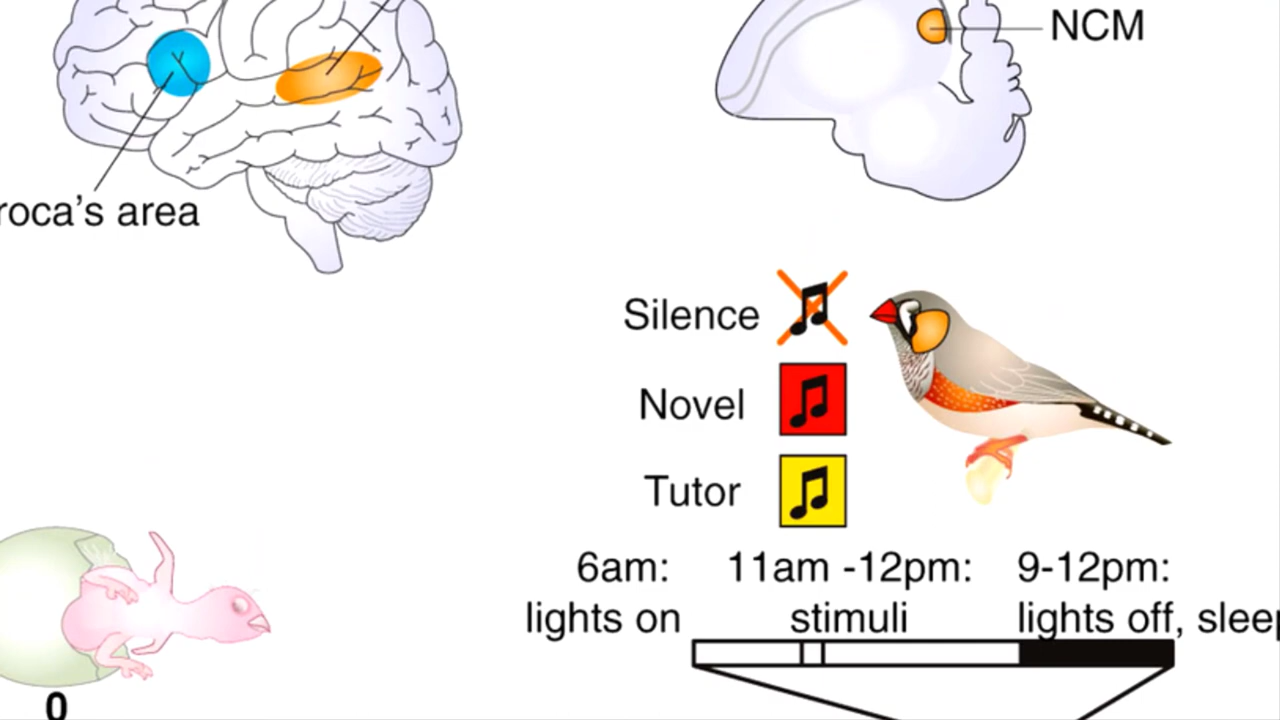 NCM
roca's area
Silence
Novel
Tutor
6am: 11am -12pm: 9-12pm:
lights on stimuli lights off, sleep
0